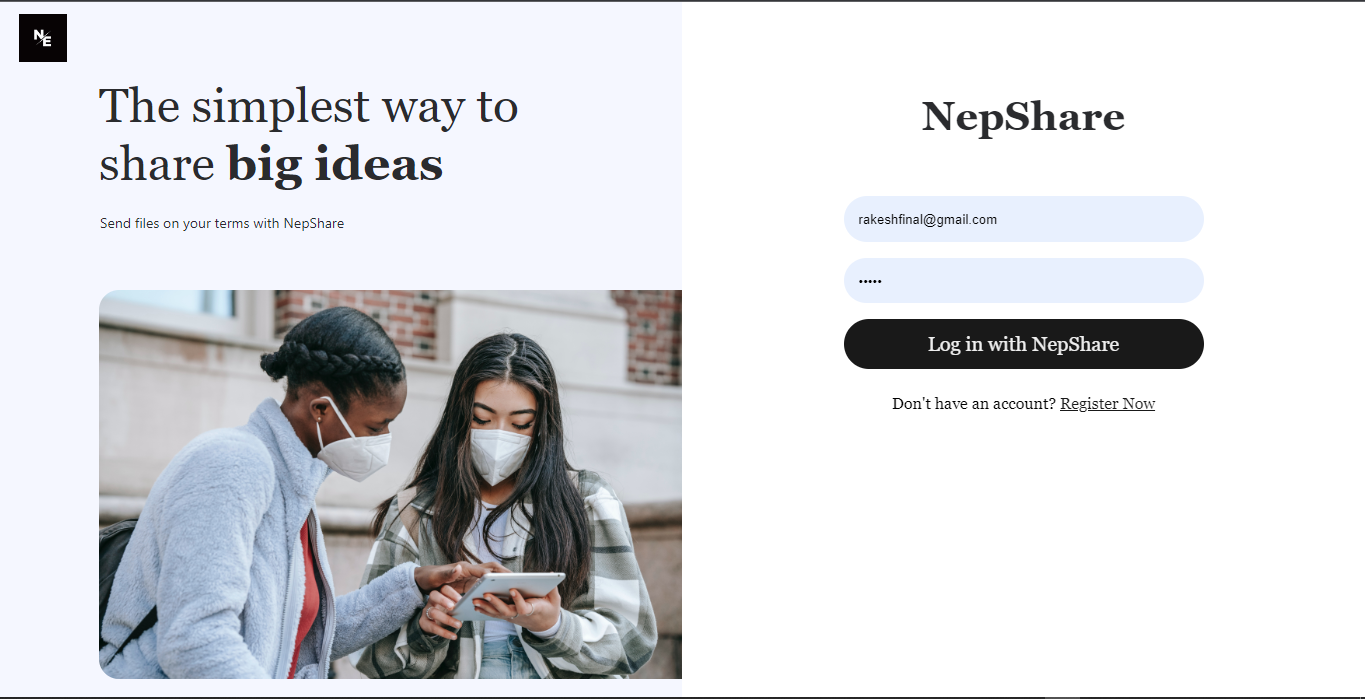 NE
The simplest way to
share big ideas
Send files on your terms with NepShare
NepShare
rakeshfinal@gmail.com
•••••
Log in with NepShare
Don't have an account? Register Now